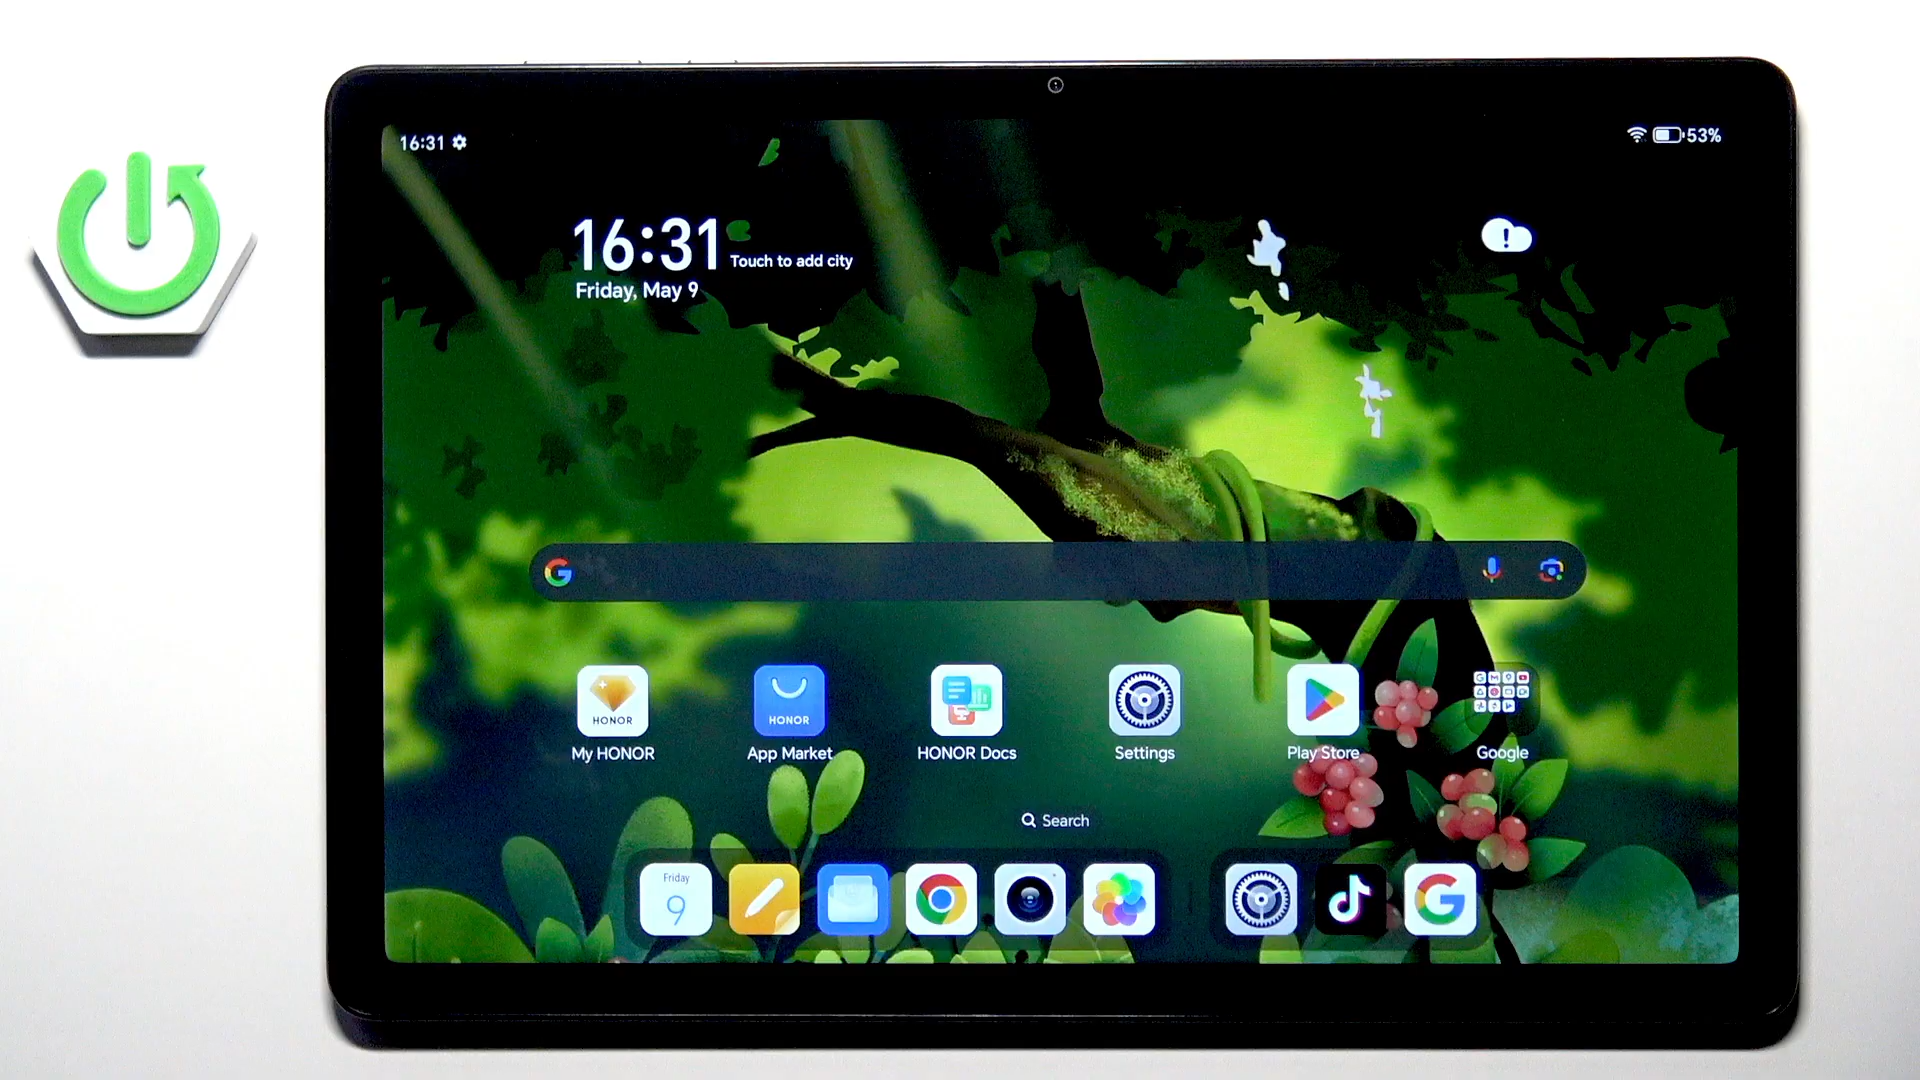 16:31
53%
16:31 Touch to add city
Friday, May 9
HONOR
HONOR
My HONOR
App Market
HONOR Docs
Settings
Play Store
Google
Search
Friday
9